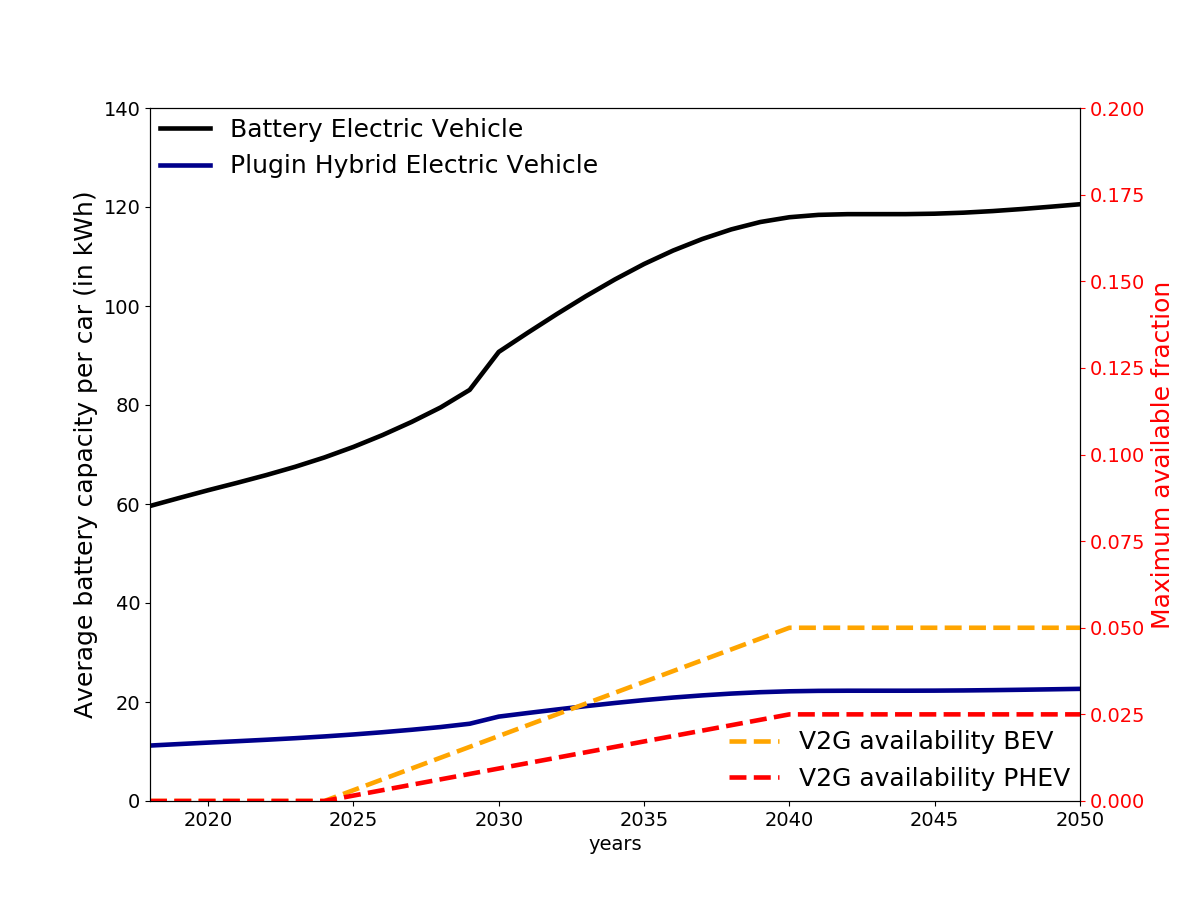 Battery Electric Vehicle
Plugin Hybrid Electric Vehicle
Average battery capacity per car (in kWh)
140
120
100
80
60
40
20
0
0.200
0.175
0.150
0.125
0.100
0.075
0.050
0.025
0.000
Maximum available fraction
V2G availability BEV
V2G availability PHEV
2020 2025 2030 2035 2040 2045 2050
years